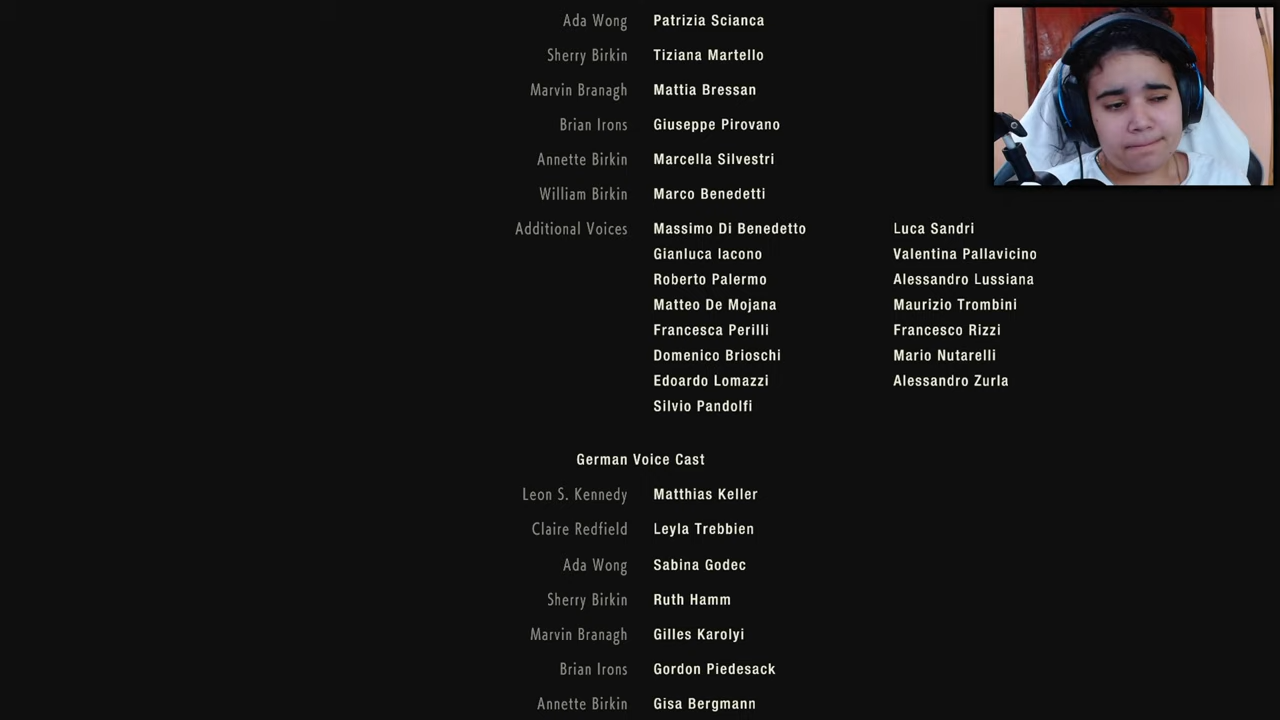 Ada Wong Patrizia Scianca
Sherry Birkin Tiziana Martello
Marvin Branagh Mattia Bressan
Brian Irons Giuseppe Pirovano
Annette Birkin Marcella Silvestri
William Birkin Marco Benedetti
Additional Voices Massimo Di Benedetto Luca Sandri
Gianluca Iacono Valentina Pallavicino
Roberto Palermo Alessandro Lussiana
Matteo De Mojana Maurizio Trombini
Francesca Perilli Francesco Rizzi
Domenico Brioschi Mario Nutarelli
Edoardo Lomazzi Alessandro Zurla
Silvio Pandolfi
German Voice Cast
Leon S. Kennedy Matthias Keller
Claire Redfield Leyla Trebbien
Ada Wong Sabina Godec
Sherry Birkin Ruth Hamm
Marvin Branagh Gilles Karolyi
Brian Irons Gordon Piedesack
Annette Birkin Gisa Bergmann